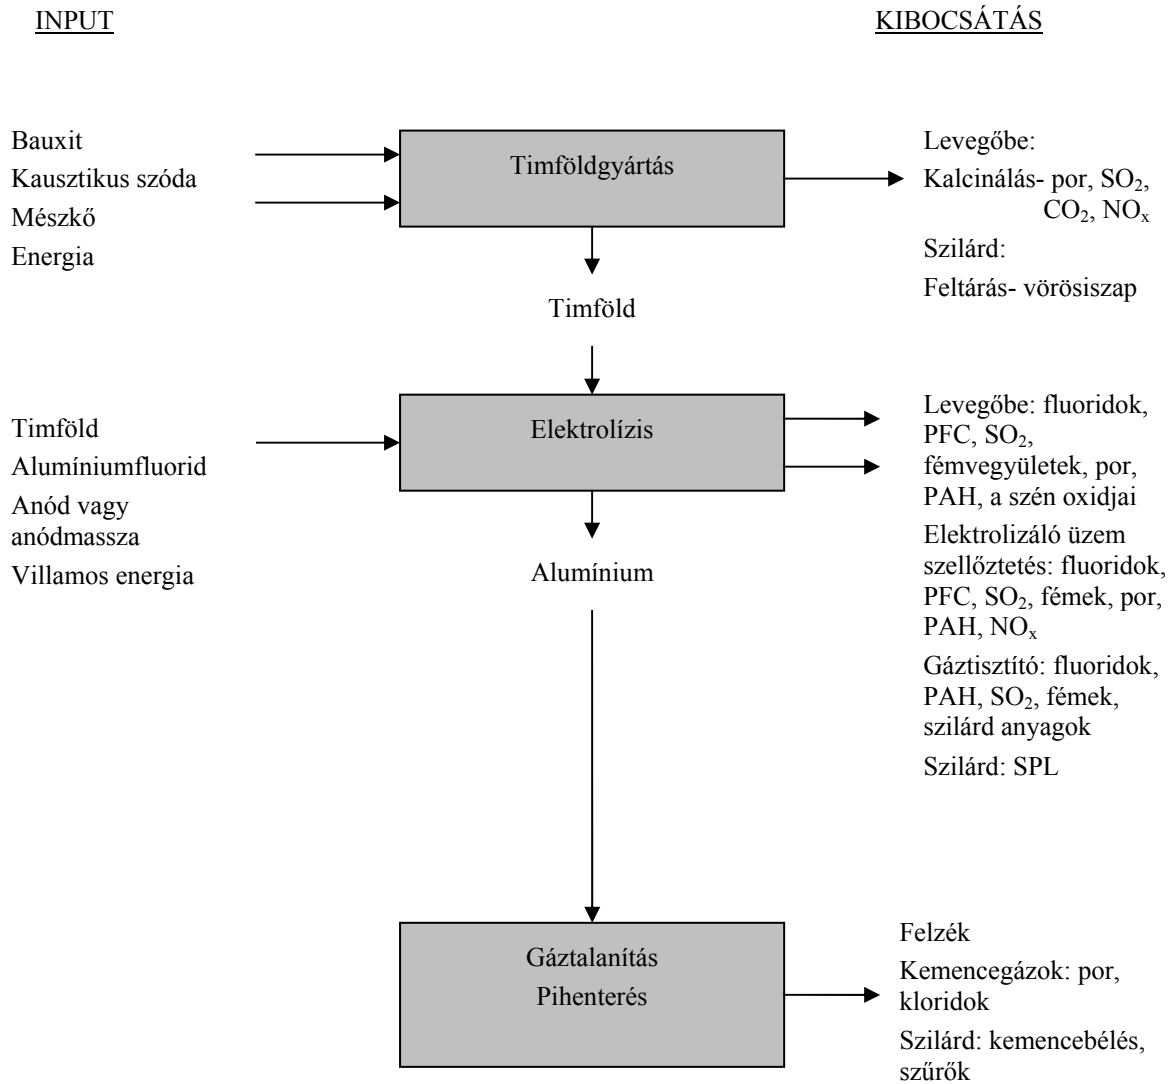 INPUT
KIBOCSÁTÁS
Bauxit
Kausztikus szóda
Mészkő
Energia
Timföldgyártás
Levegőbe:
Kalcinálás- por, SO₂,
CO₂, NOₓ
Szilárd:
Feltárás- vörösiszap
Timföld
Timföld
Alumíniumfluorid
Anód vagy
anódmassza
Villamos energia
Elektrolízis
Levegőbe: fluoridok,
PFC, SO₂,
fémvegyületek, por,
PAH, a szén oxidjai
Elektrolizáló üzem
szellőztetés: fluoridok,
PFC, SO₂, fémek, por,
PAH, NOₓ
Gáztisztító: fluoridok,
PAH, SO₂, fémek,
szilárd anyagok
Szilárd: SPL
Alumínium
Gáztalanítás
Pihenterés
Felzék
Kemencegázok: por,
kloridok
Szilárd: kemencebélés,
szűrők